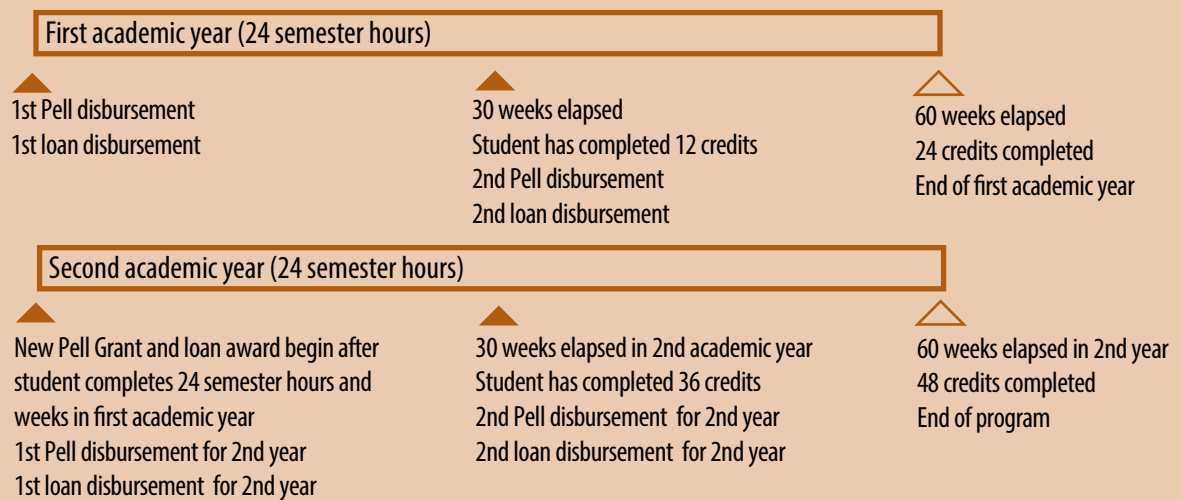 First academic year (24 semester hours)
1st Pell disbursement
1st loan disbursement
30 weeks elapsed
Student has completed 12 credits
2nd Pell disbursement
2nd loan disbursement
60 weeks elapsed
24 credits completed
End of first academic year
Second academic year (24 semester hours)
New Pell Grant and loan award begin after
student completes 24 semester hours and
weeks in first academic year
1st Pell disbursement for 2nd year
1st loan disbursement for 2nd year
30 weeks elapsed in 2nd academic year
Student has completed 36 credits
2nd Pell disbursement for 2nd year
2nd loan disbursement for 2nd year
60 weeks elapsed in 2nd year
48 credits completed
End of program